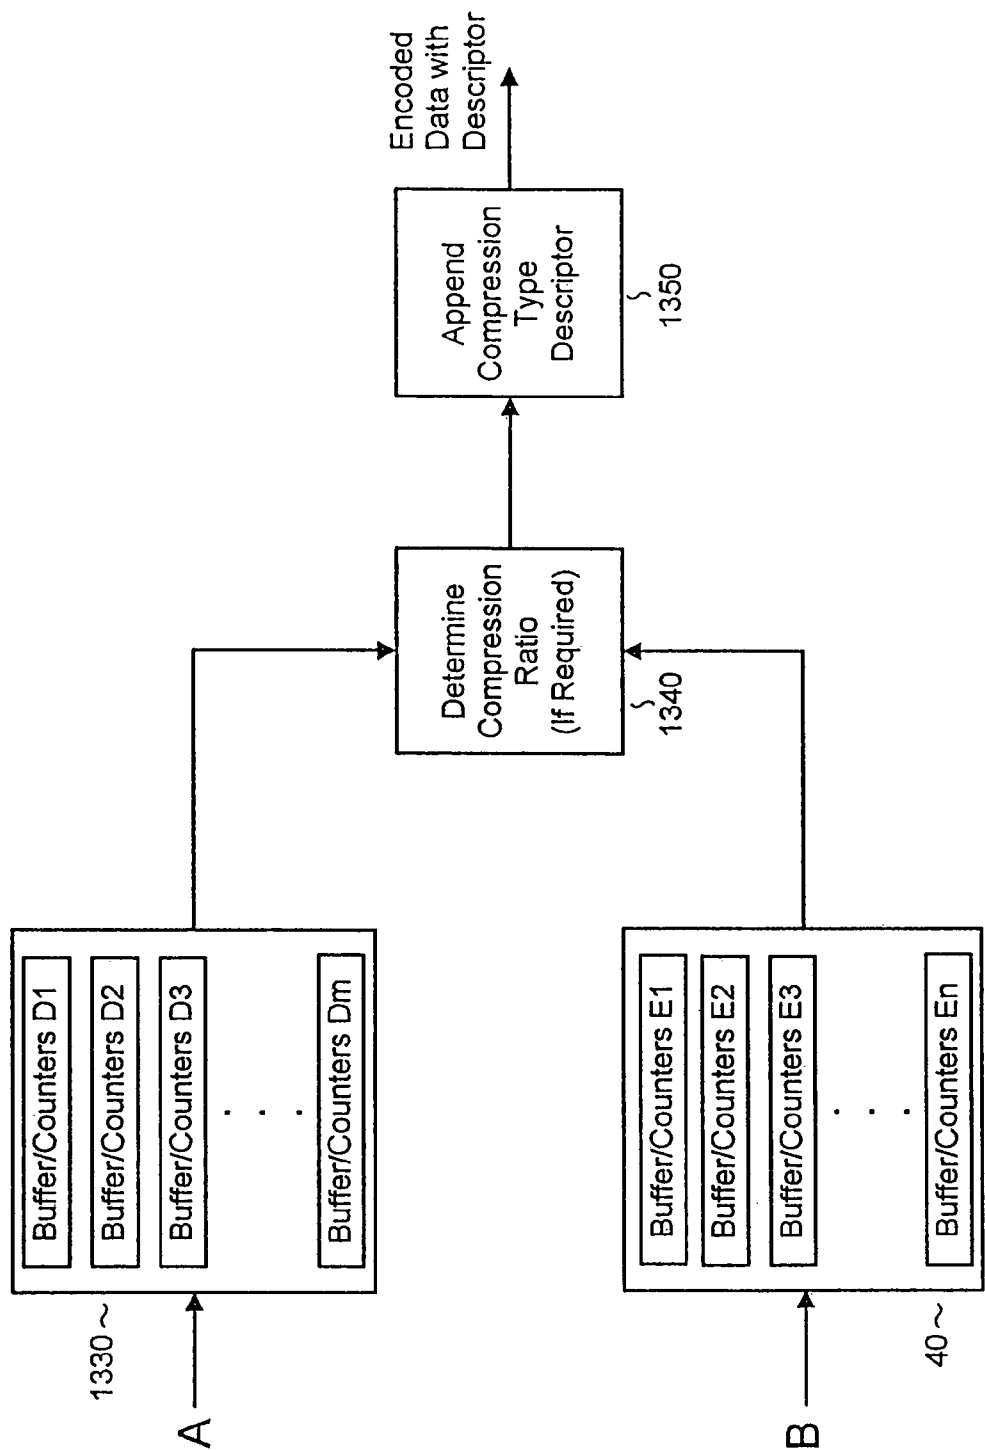 A
1330
Buffer/Counters D1
Buffer/Counters D2
Buffer/Counters D3
. . .
Buffer/Counters Dm
B
40
Buffer/Counters E1
Buffer/Counters E2
Buffer/Counters E3
. . .
Buffer/Counters En
Determine
Compression
Ratio
(If Required)
1340
Append
Compression
Type
Descriptor
1350
Encoded
Data with
Descriptor